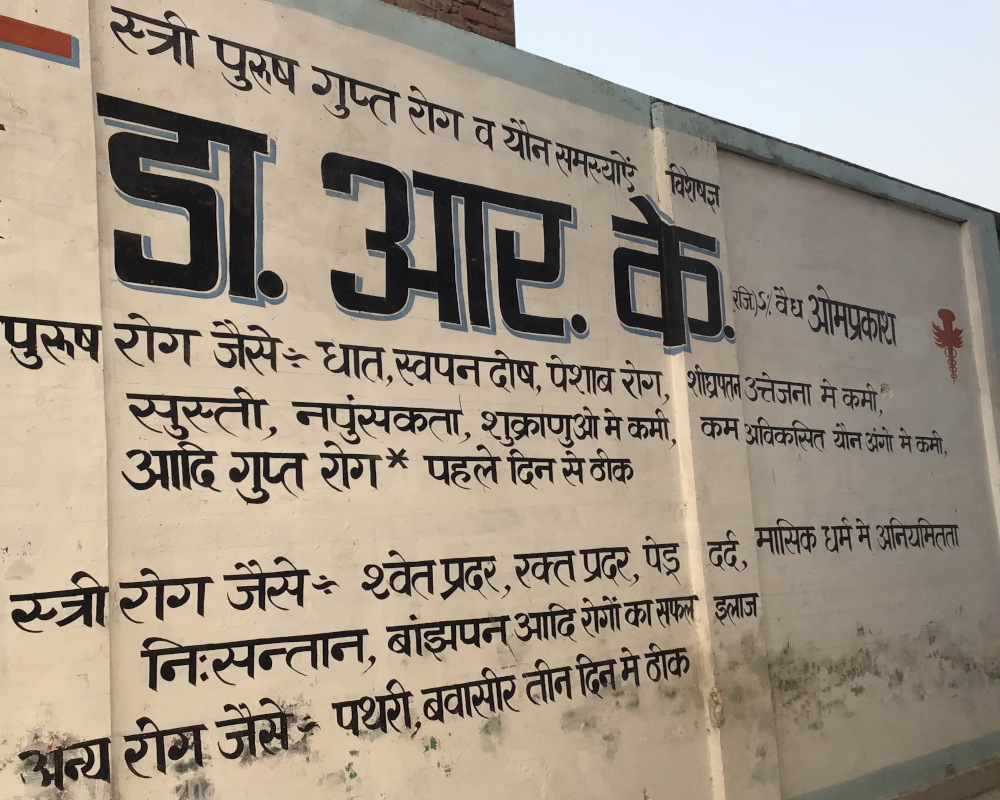 स्त्री पुरूष गुप्त रोग व यौन समस्याऐं विशेषज्ञ
डा. आर. के.
रजि.)S/. वैद्य ओमप्रकाश
पुरूष रोग जैसे÷ धात, स्वपन दोष, पेशाब रोग, शीघ्रपतन उत्तेजना मे कमी,
सुस्ती, नपुंसकता, शुक्राणुओ मे कमी, कम अविकसित यौन अंगो मे कमी,
आदि गुप्त रोग* पहले दिन से ठीक
स्त्री रोग जैसे÷ श्वेत प्रदर, रक्त प्रदर, पेड़ू दर्द, मासिक धर्म मे अनियमितता
निःसन्तान, बांझपन आदि रोगों का सफल इलाज
अन्य रोग जैसे÷ पथरी, बवासीर तीन दिन मे ठीक